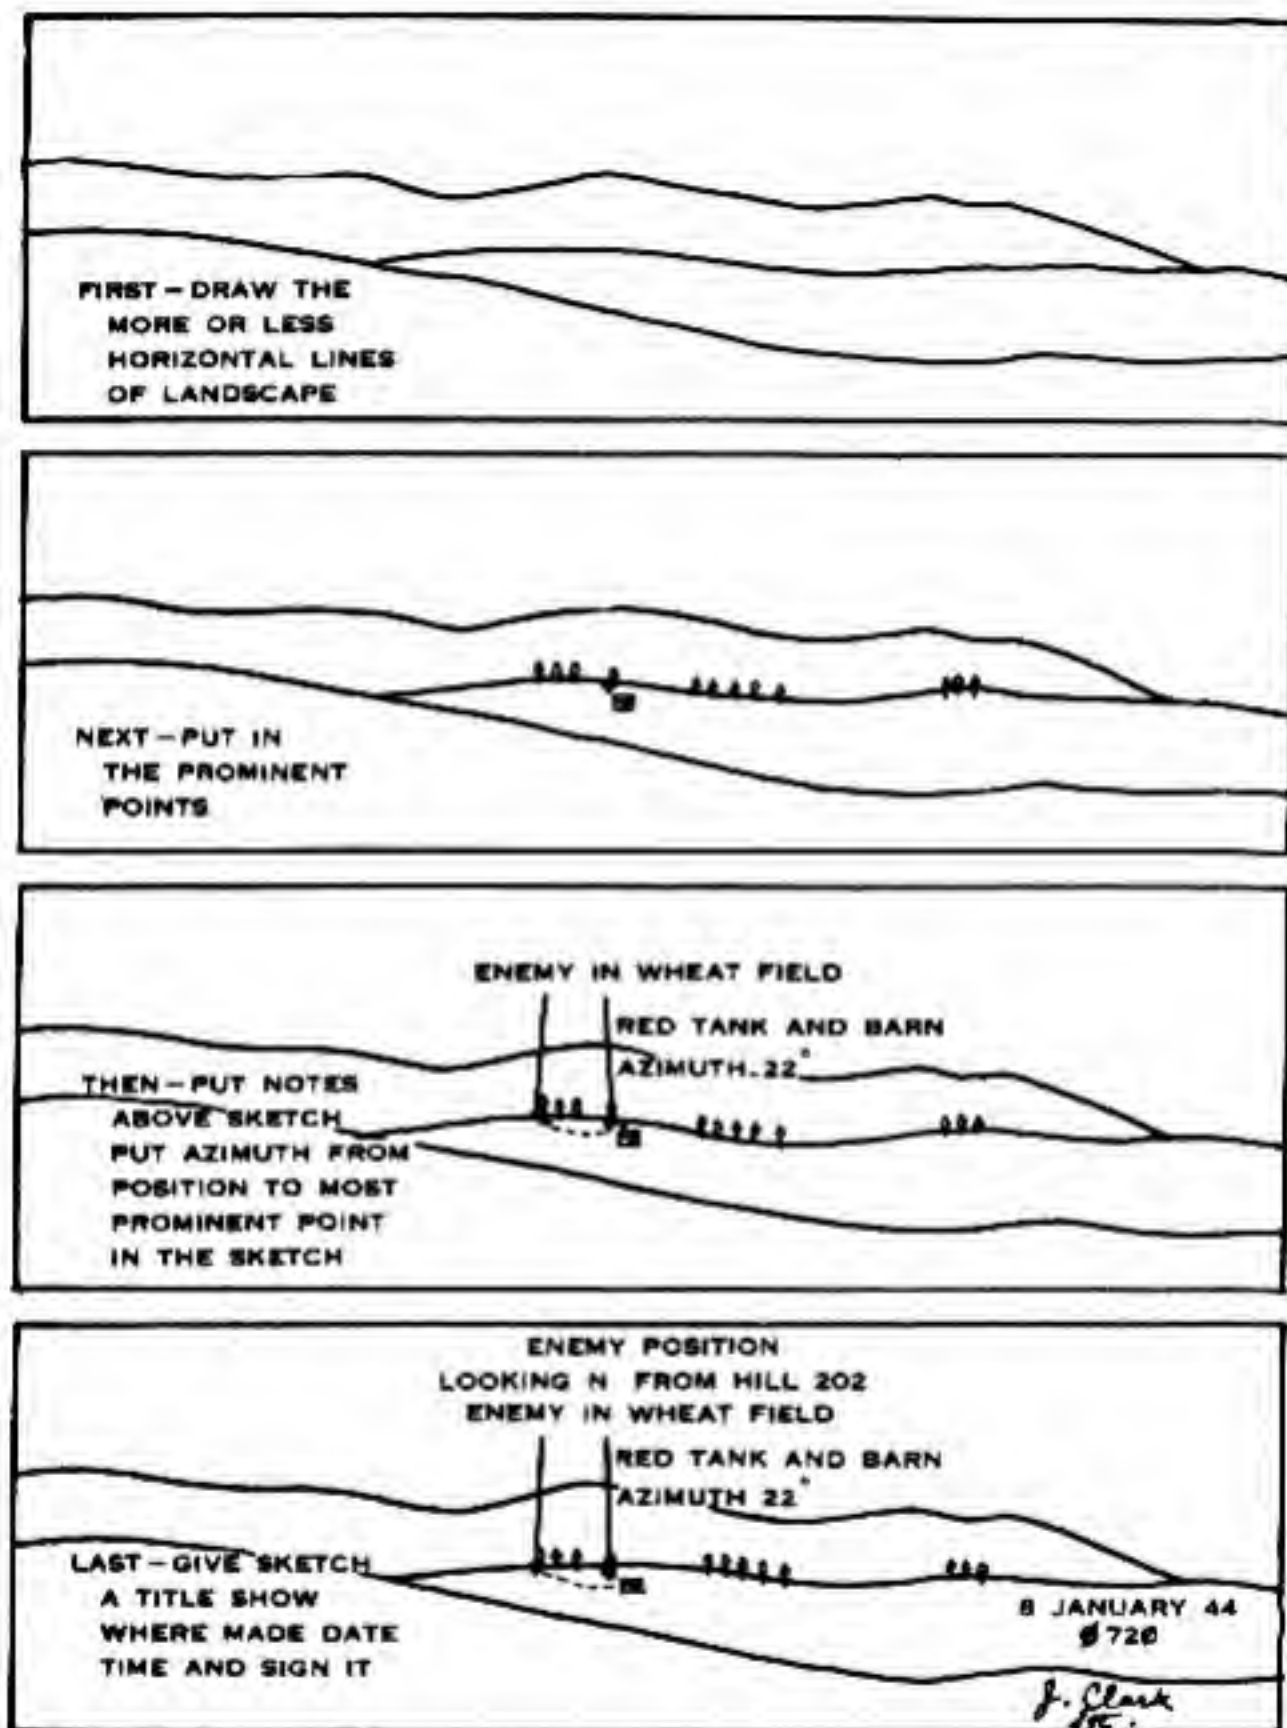 FIRST – DRAW THE
MORE OR LESS
HORIZONTAL LINES
OF LANDSCAPE
NEXT – PUT IN
THE PROMINENT
POINTS
ENEMY IN WHEAT FIELD
RED TANK AND BARN
AZIMUTH 22°
THEN – PUT NOTES
ABOVE SKETCH
PUT AZIMUTH FROM
POSITION TO MOST
PROMINENT POINT
IN THE SKETCH
ENEMY POSITION
LOOKING N FROM HILL 202
ENEMY IN WHEAT FIELD
RED TANK AND BARN
AZIMUTH 22°
LAST – GIVE SKETCH
A TITLE SHOW
WHERE MADE DATE
TIME AND SIGN IT
JANUARY 44
Ø72Ø
J. Clark